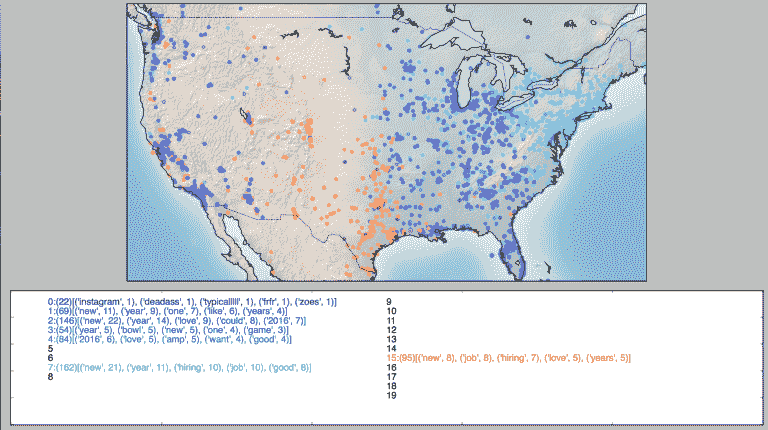 0:(22)[('instagram', 1), ('deadass', 1), ('typicallllll', 1), ('frfr', 1), ('zoes', 1)]
1:(69)[('new', 11), ('year', 9), ('one', 7), ('like', 6), ('years', 4)]
2:(146)[('new', 22), ('year', 14), ('love', 9), ('could', 8), ('2016', 7)]
3:(54)[('year', 5), ('bowl', 5), ('new', 5), ('one', 4), ('game', 3)]
4:(84)[('2016', 6), ('love', 5), ('amp', 5), ('want', 4), ('good', 4)]
5
6
7:(162)[('new', 21), ('year', 11), ('hiring', 10), ('job', 10), ('good', 8)]
8
9
10
11
12
13
14
15:(95)[('new', 8), ('job', 8), ('hiring', 7), ('love', 5), ('years', 5)]
16
17
18
19